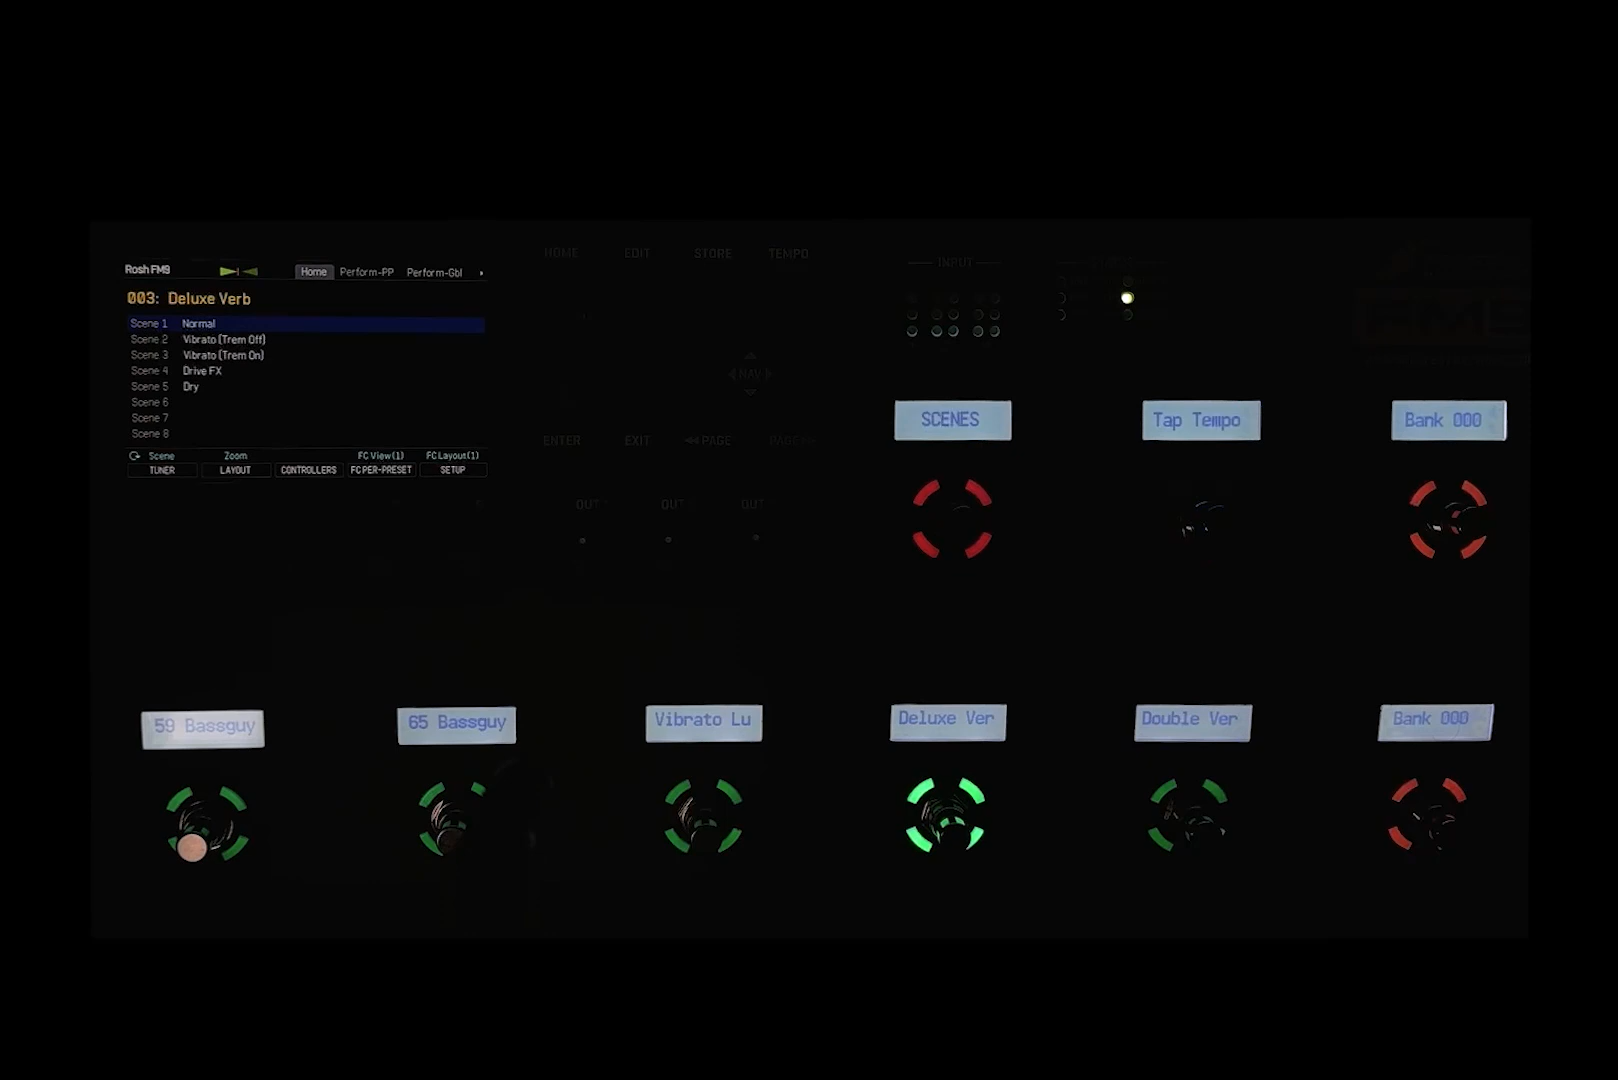 Rosh FM9
Home Perform-PP Perform-Gbl
003: Deluxe Verb
Scene 1 Normal
Scene 2 Vibrato (Trem Off)
Scene 3 Vibrato (Trem On)
Scene 4 Drive FX
Scene 5 Dry
Scene 6
Scene 7
Scene 8
Scene Zoom FC View(1) FC Layout(1)
TUNER LAYOUT CONTROLLERS FC PER-PRESET SETUP
HOME EDIT STORE TEMPO
NAV
ENTER EXIT PAGE PAGE
OUT OUT OUT
INPUT
FM9
SCENES Tap Tempo Bank 000
59 Bassguy 65 Bassguy Vibrato Lu Deluxe Ver Double Ver Bank 000